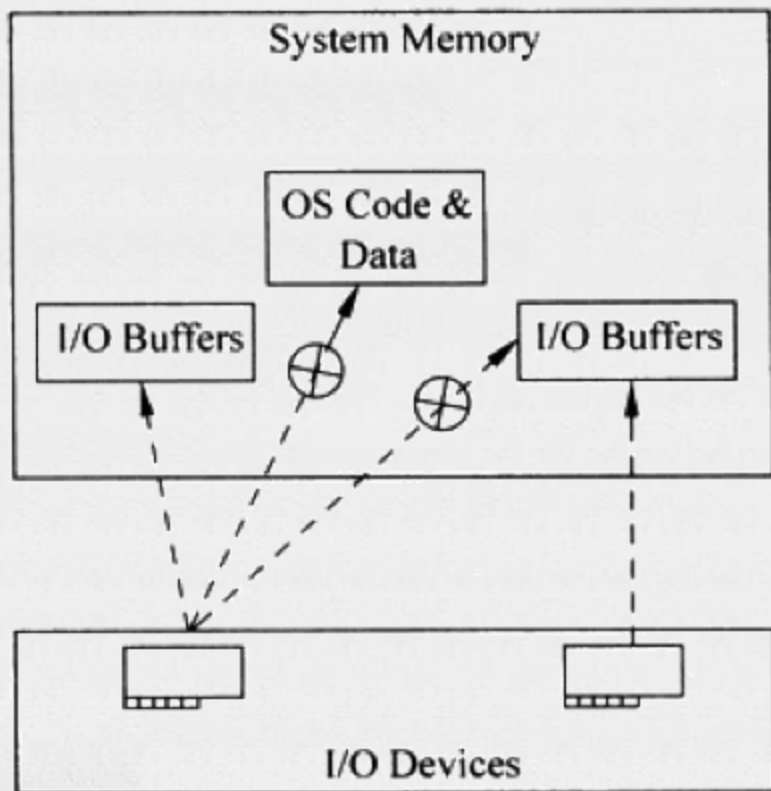 System Memory
OS Code &
Data
I/O Buffers
I/O Buffers
I/O Devices